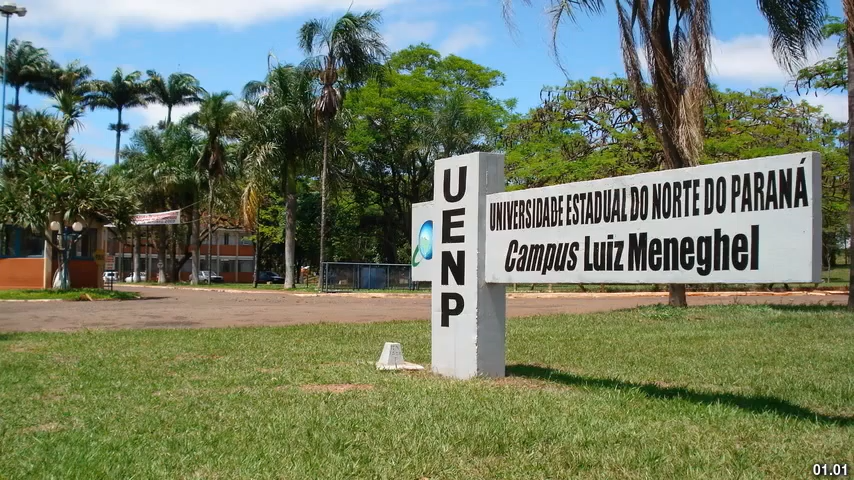 UENP
UNIVERSIDADE ESTADUAL DO NORTE DO PARANÁ
Campus Luiz Meneghel
01.01